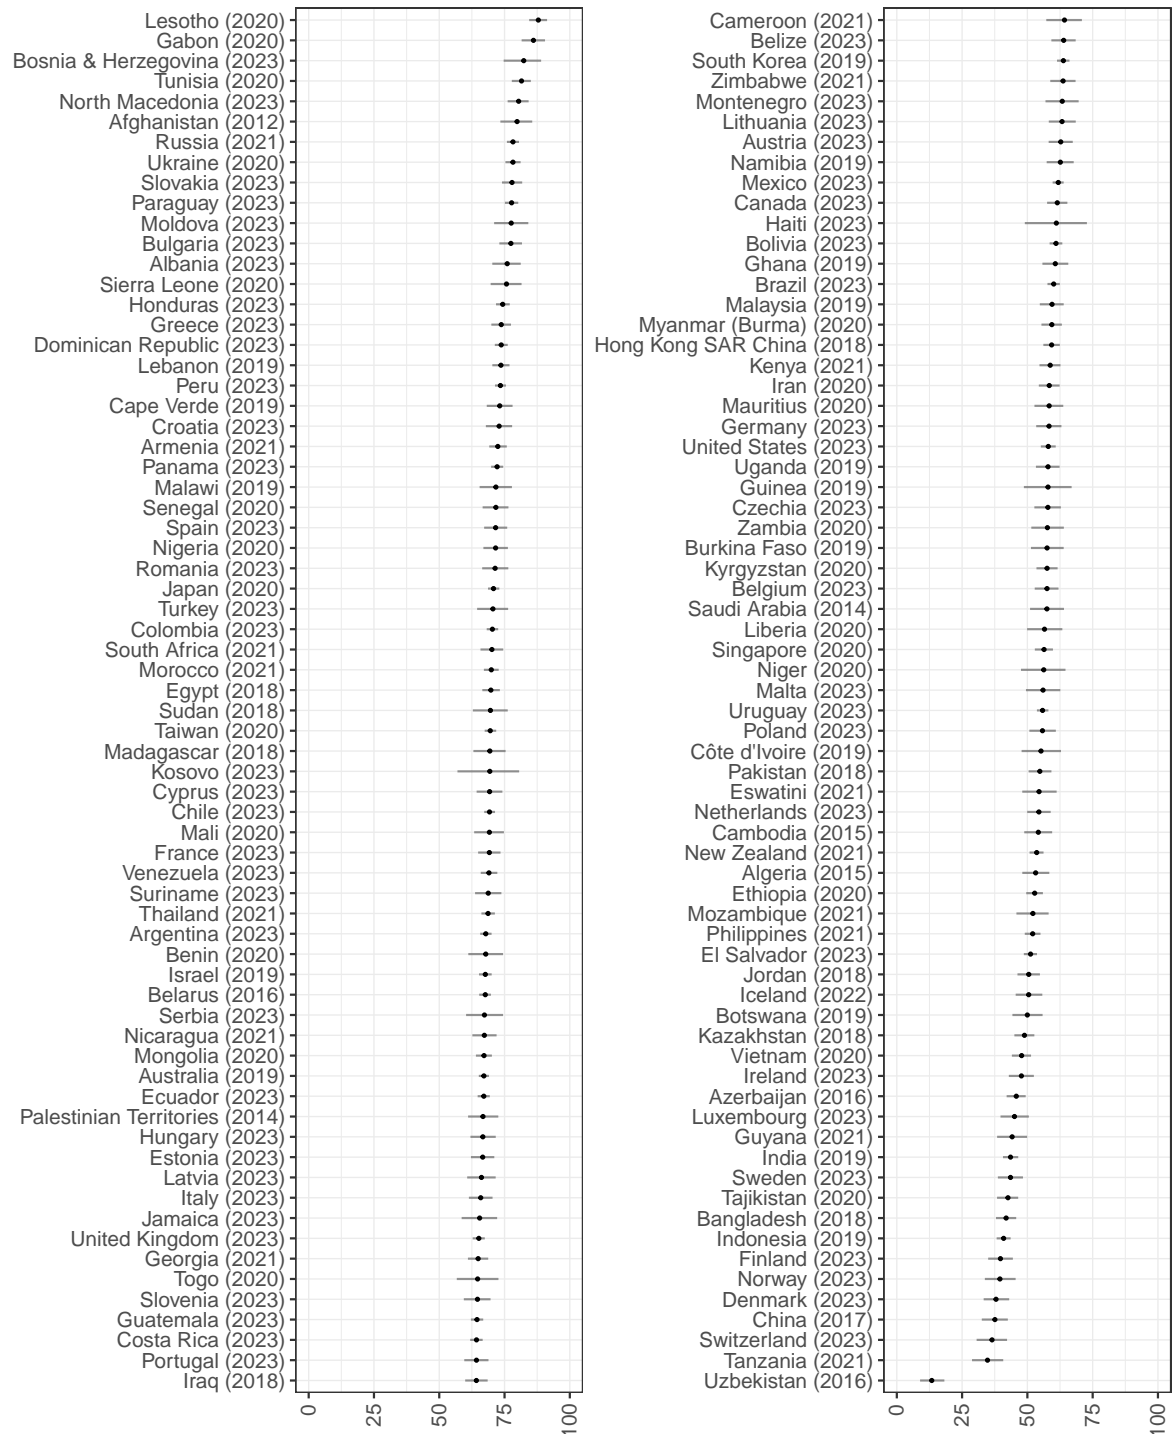 Lesotho (2020)
Gabon (2020)
Bosnia & Herzegovina (2023)
Tunisia (2020)
North Macedonia (2023)
Afghanistan (2012)
Russia (2021)
Ukraine (2020)
Slovakia (2023)
Paraguay (2023)
Moldova (2023)
Bulgaria (2023)
Albania (2023)
Sierra Leone (2020)
Honduras (2023)
Greece (2023)
Dominican Republic (2023)
Lebanon (2019)
Peru (2023)
Cape Verde (2019)
Croatia (2023)
Armenia (2021)
Panama (2023)
Malawi (2019)
Senegal (2020)
Spain (2023)
Nigeria (2020)
Romania (2023)
Japan (2020)
Turkey (2023)
Colombia (2023)
South Africa (2021)
Morocco (2021)
Egypt (2018)
Sudan (2018)
Taiwan (2020)
Madagascar (2018)
Kosovo (2023)
Cyprus (2023)
Chile (2023)
Mali (2020)
France (2023)
Venezuela (2023)
Suriname (2023)
Thailand (2021)
Argentina (2023)
Benin (2020)
Israel (2019)
Belarus (2016)
Serbia (2023)
Nicaragua (2021)
Mongolia (2020)
Australia (2019)
Ecuador (2023)
Palestinian Territories (2014)
Hungary (2023)
Estonia (2023)
Latvia (2023)
Italy (2023)
Jamaica (2023)
United Kingdom (2023)
Georgia (2021)
Togo (2020)
Slovenia (2023)
Guatemala (2023)
Costa Rica (2023)
Portugal (2023)
Iraq (2018)
0 25 50 75 100
Cameroon (2021)
Belize (2023)
South Korea (2019)
Zimbabwe (2021)
Montenegro (2023)
Lithuania (2023)
Austria (2023)
Namibia (2019)
Mexico (2023)
Canada (2023)
Haiti (2023)
Bolivia (2023)
Ghana (2019)
Brazil (2023)
Malaysia (2019)
Myanmar (Burma) (2020)
Hong Kong SAR China (2018)
Kenya (2021)
Iran (2020)
Mauritius (2020)
Germany (2023)
United States (2023)
Uganda (2019)
Guinea (2019)
Czechia (2023)
Zambia (2020)
Burkina Faso (2019)
Kyrgyzstan (2020)
Belgium (2023)
Saudi Arabia (2014)
Liberia (2020)
Singapore (2020)
Niger (2020)
Malta (2023)
Uruguay (2023)
Poland (2023)
Côte d'Ivoire (2019)
Pakistan (2018)
Eswatini (2021)
Netherlands (2023)
Cambodia (2015)
New Zealand (2021)
Algeria (2015)
Ethiopia (2020)
Mozambique (2021)
Philippines (2021)
El Salvador (2023)
Jordan (2018)
Iceland (2022)
Botswana (2019)
Kazakhstan (2018)
Vietnam (2020)
Ireland (2023)
Azerbaijan (2016)
Luxembourg (2023)
Guyana (2021)
India (2019)
Sweden (2023)
Tajikistan (2020)
Bangladesh (2018)
Indonesia (2019)
Finland (2023)
Norway (2023)
Denmark (2023)
China (2017)
Switzerland (2023)
Tanzania (2021)
Uzbekistan (2016)
0 25 50 75 100